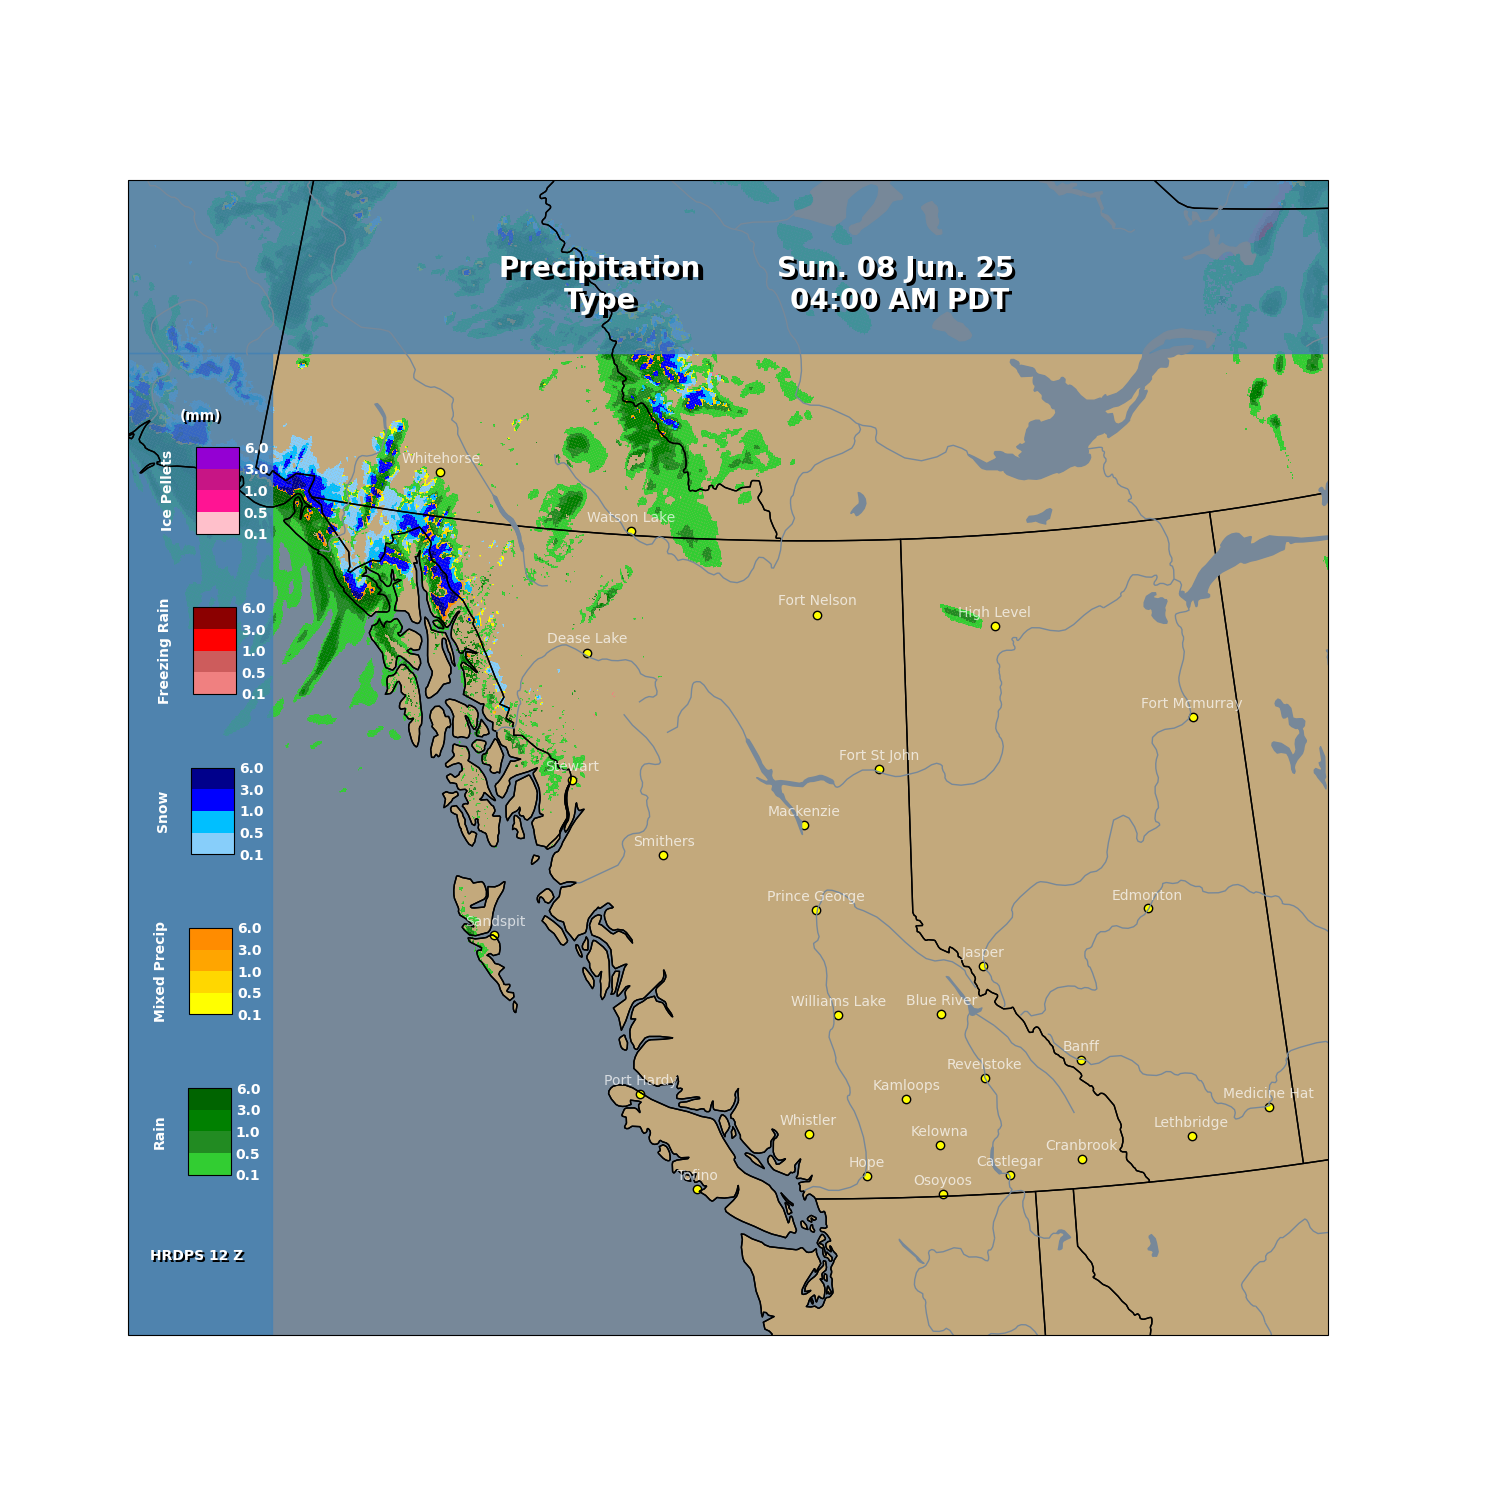 Precipitation
Type
Sun. 08 Jun. 25
04:00 AM PDT
(mm)
Ice Pellets
6.0
3.0
1.0
0.5
0.1
Freezing Rain
6.0
3.0
1.0
0.5
0.1
Snow
6.0
3.0
1.0
0.5
0.1
Mixed Precip
6.0
3.0
1.0
0.5
0.1
Rain
6.0
3.0
1.0
0.5
0.1
HRDPS 12 Z
Whitehorse
Watson Lake
Fort Nelson
High Level
Dease Lake
Fort Mcmurray
Fort St John
Stewart
Mackenzie
Smithers
Prince George
Edmonton
Sandspit
Jasper
Williams Lake
Blue River
Banff
Revelstoke
Port Hardy
Kamloops
Medicine Hat
Whistler
Lethbridge
Kelowna
Cranbrook
Hope
Castlegar
Tofino
Osoyoos